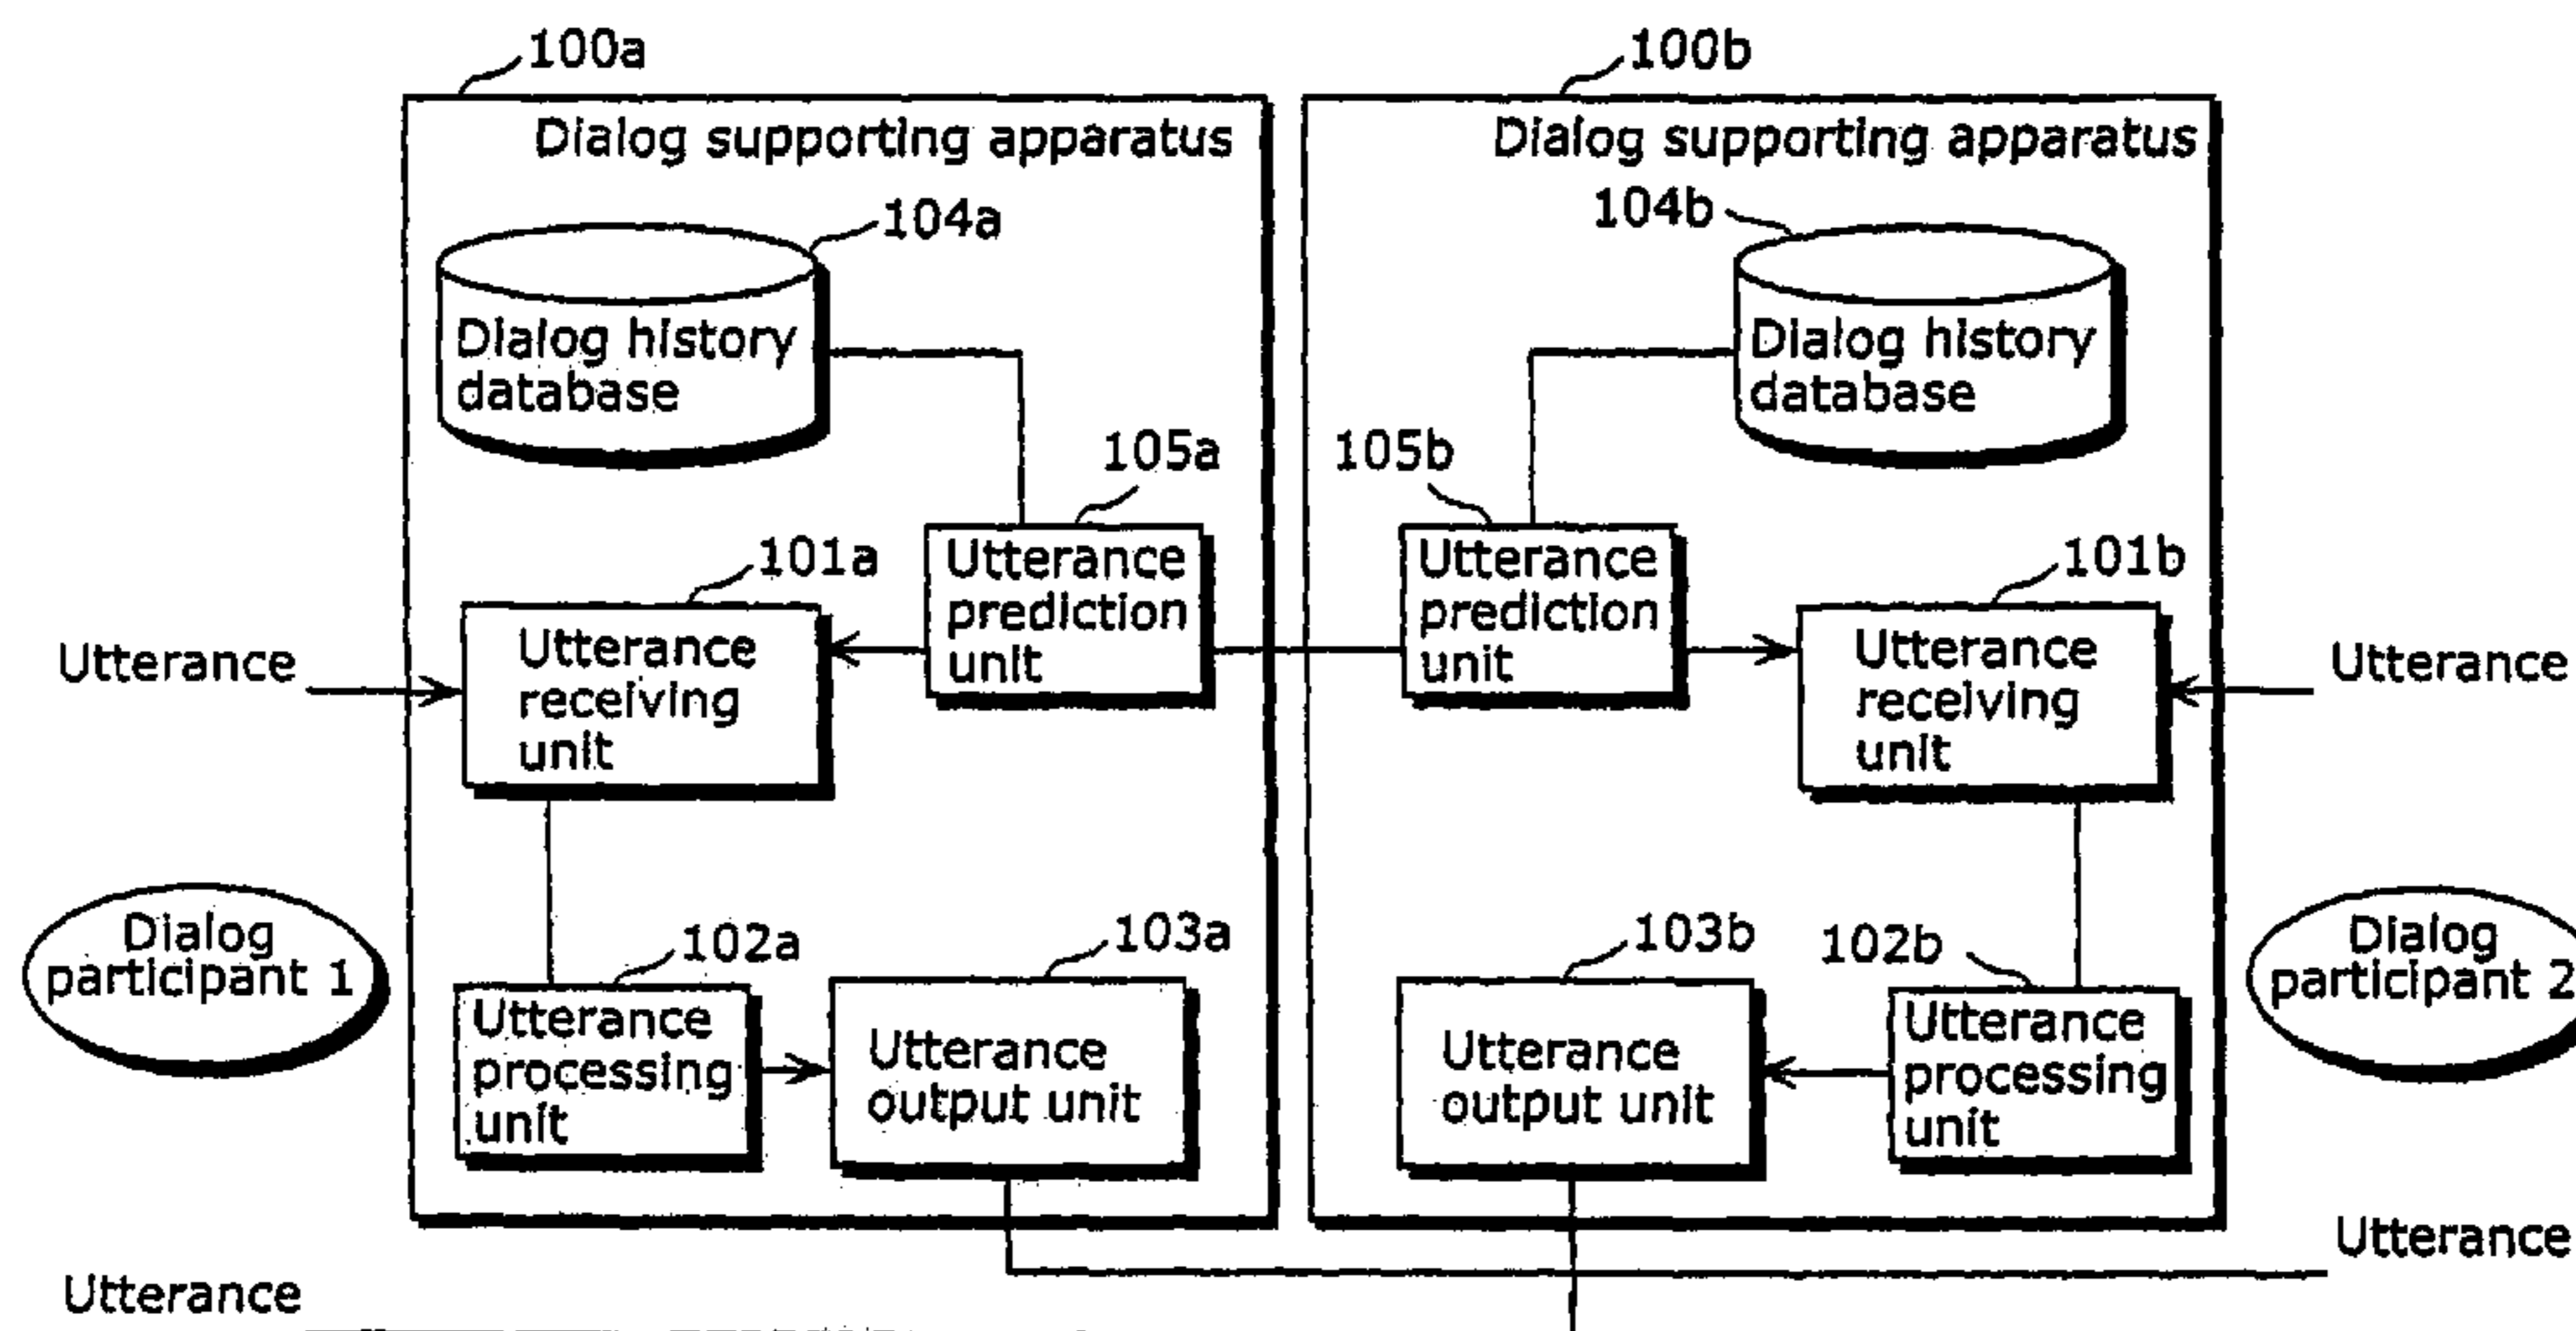 100a
100b
Dialog supporting apparatus
Dialog supporting apparatus
104a
104b
Dialog history
database
Dialog history
database
105a
105b
Utterance
prediction
unit
Utterance
prediction
unit
101a
101b
Utterance
Utterance
receiving
unit
Utterance
receiving
unit
Utterance
Dialog
participant 1
102a
103a
103b
102b
Dialog
participant 2
Utterance
processing
unit
Utterance
output unit
Utterance
output unit
Utterance
processing
unit
Utterance
Utterance